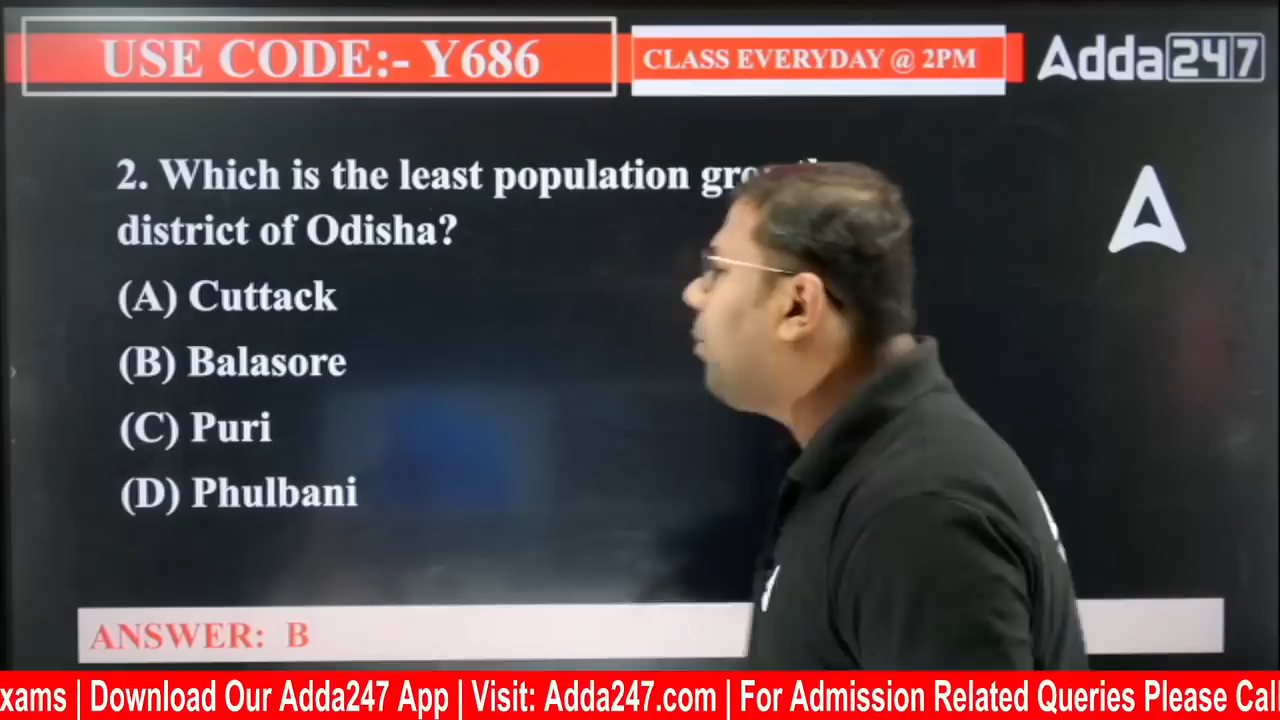 USE CODE:- Y686
CLASS EVERYDAY @ 2PM
Adda247
2. Which is the least population
district of Odisha?
(A) Cuttack
(B) Balasore
(C) Puri
(D) Phulbani
ANSWER: B
| Download Our Adda247 App | Visit: Adda247.com | For Admission Related Queries Please Call